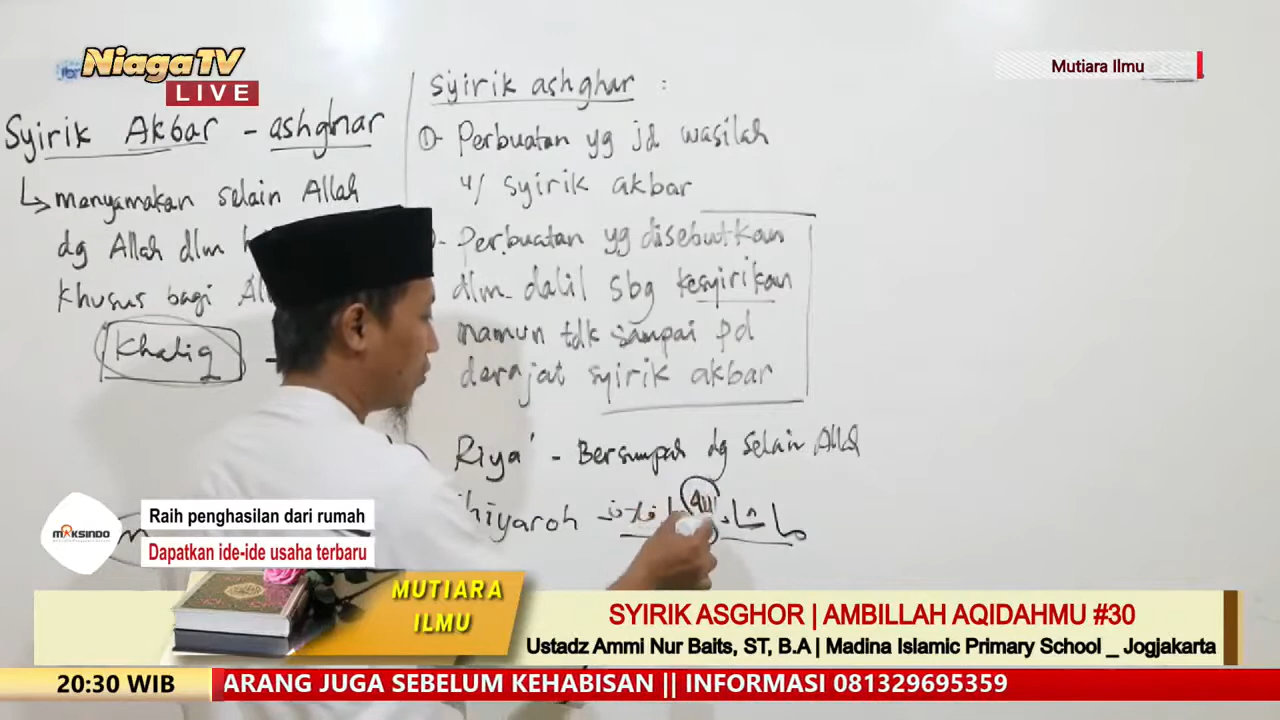 NiagaTV
LIVE
Mutiara Ilmu
Syirik Akbar - ashghar
↳ menyamakan selain Allah
dg Allah dlm
khusus bagi
Khaliq
Syirik ashghar :
①- Perbuatan yg jd wasilah
u/ syirik akbar
Perbuatan yg disebutkan
dlm dalil sbg kesyirikan
namun tdk sampai pd
derajat syirik akbar
Riya' - Bersumpah dg selain Allah
hiyaroh
ما شاء الله
MAKSINDO
Raih penghasilan dari rumah
Dapatkan ide-ide usaha terbaru
MUTIARA
ILMU
SYIRIK ASGHOR | AMBILLAH AQIDAHMU #30
Ustadz Ammi Nur Baits, ST, B.A | Madina Islamic Primary School _ Jogjakarta
20:30 WIB
ARANG JUGA SEBELUM KEHABISAN || INFORMASI 081329695359